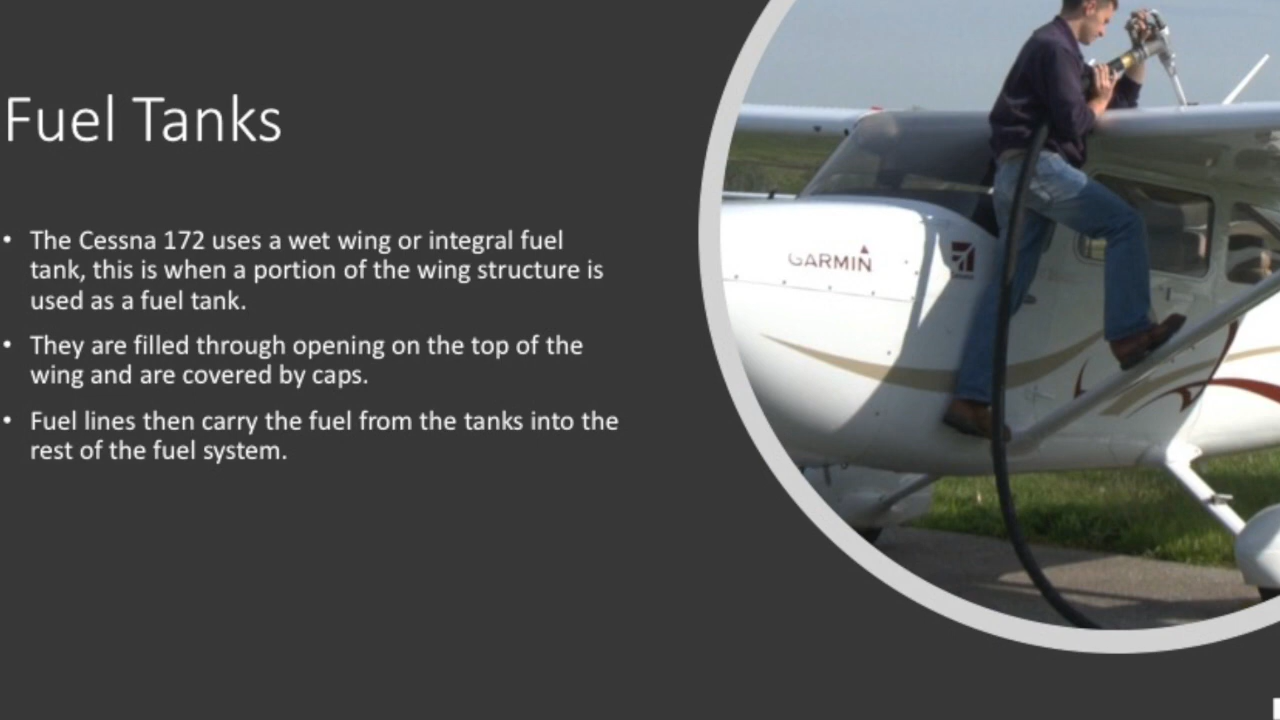 Fuel Tanks
• The Cessna 172 uses a wet wing or integral fuel
tank, this is when a portion of the wing structure is
used as a fuel tank.
• They are filled through opening on the top of the
wing and are covered by caps.
• Fuel lines then carry the fuel from the tanks into the
rest of the fuel system.
GARMIN